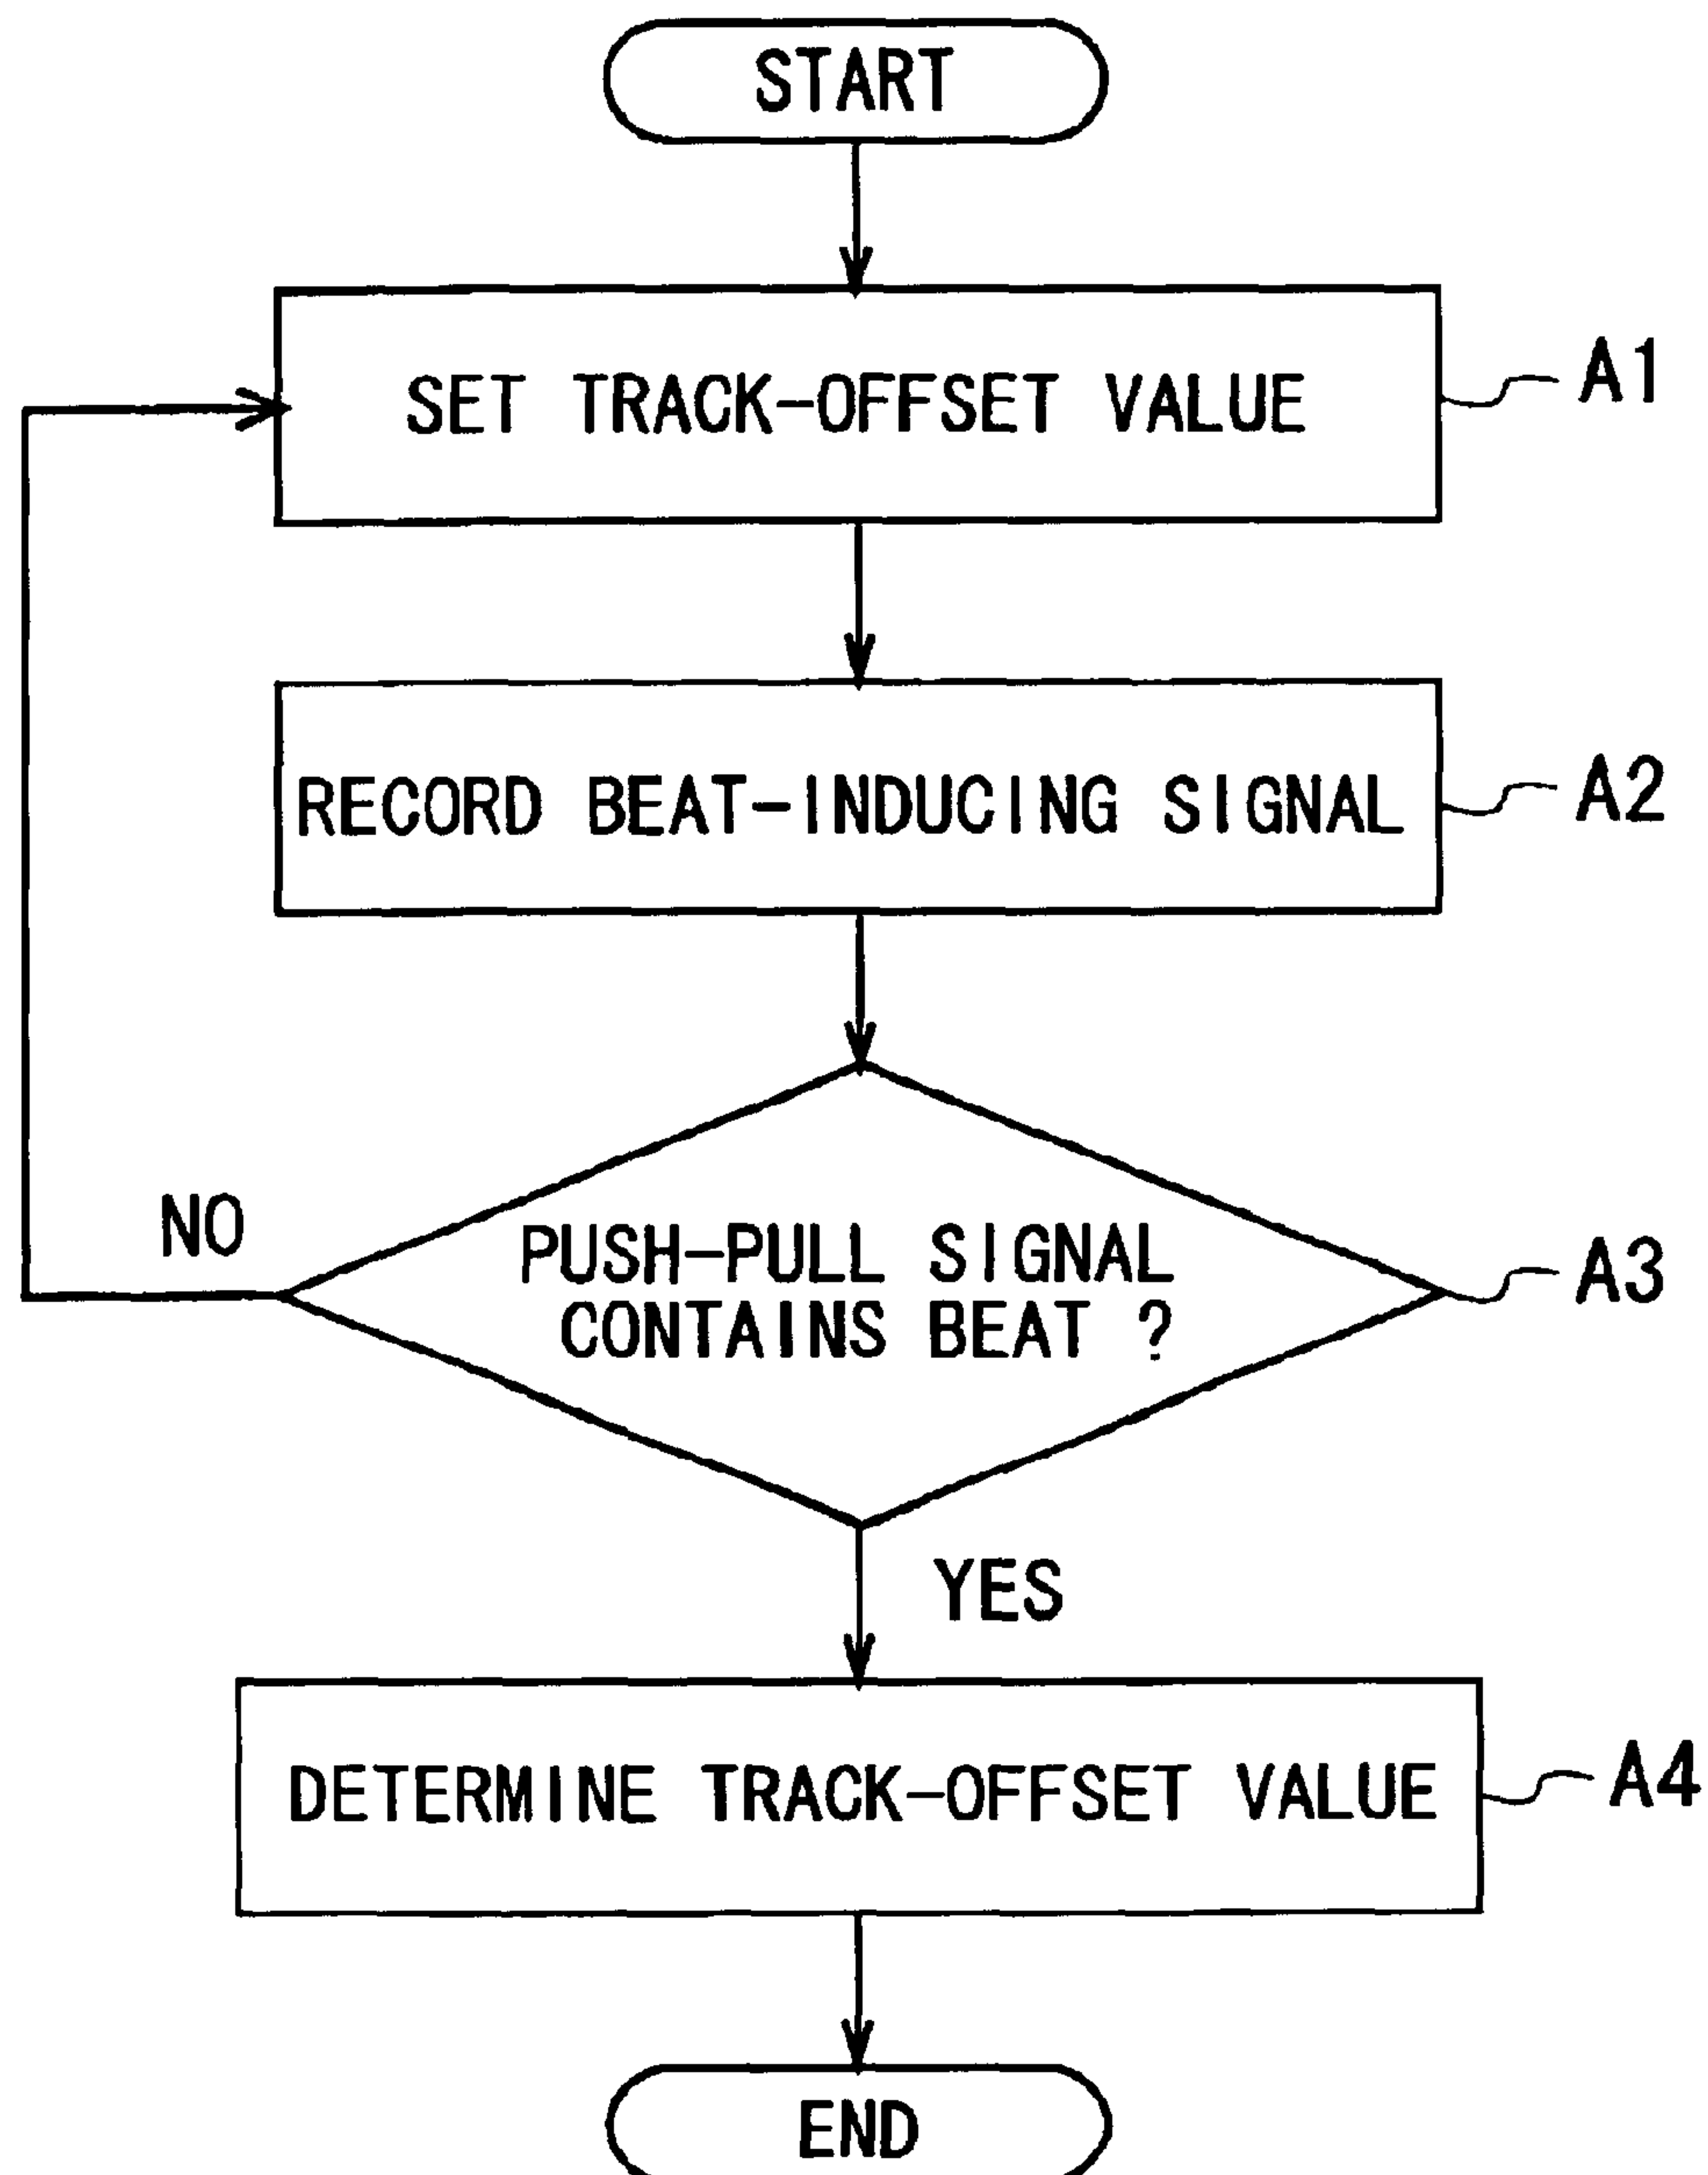 START
SET TRACK-OFFSET VALUE
A1
RECORD BEAT-INDUCING SIGNAL
A2
NO
PUSH-PULL SIGNAL
CONTAINS BEAT ?
A3
YES
DETERMINE TRACK-OFFSET VALUE
A4
END